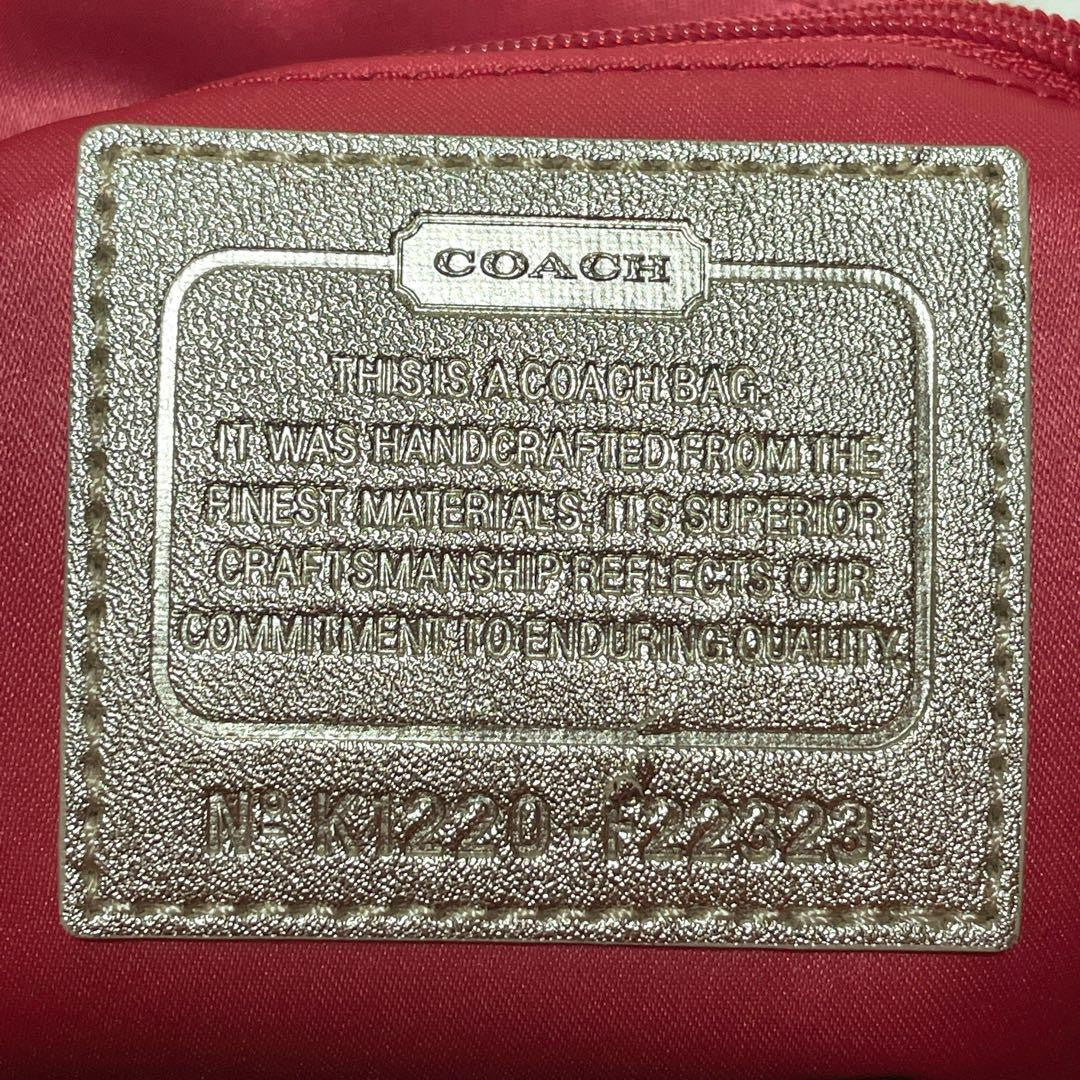 COACH
THIS IS A COACH BAG.
IT WAS HANDCRAFTED FROM THE
FINEST MATERIALS. ITS SUPERIOR
CRAFTSMANSHIP REFLECTS OUR
COMMITMENT TO ENDURING QUALITY.
Nº K1220-F22323